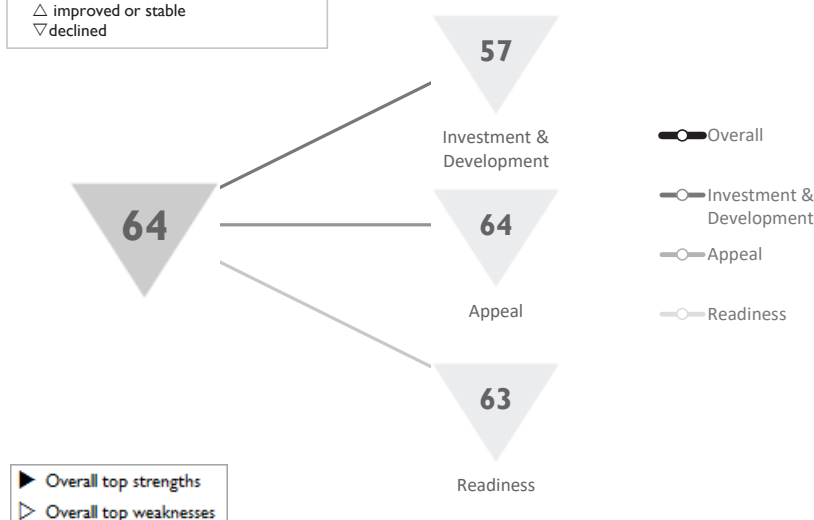 △ improved or stable
▽ declined
57
Investment &
Development
64
64
Appeal
63
Readiness
Overall
Investment &
Development
Appeal
Readiness
▶ Overall top strengths
▷ Overall top weaknesses